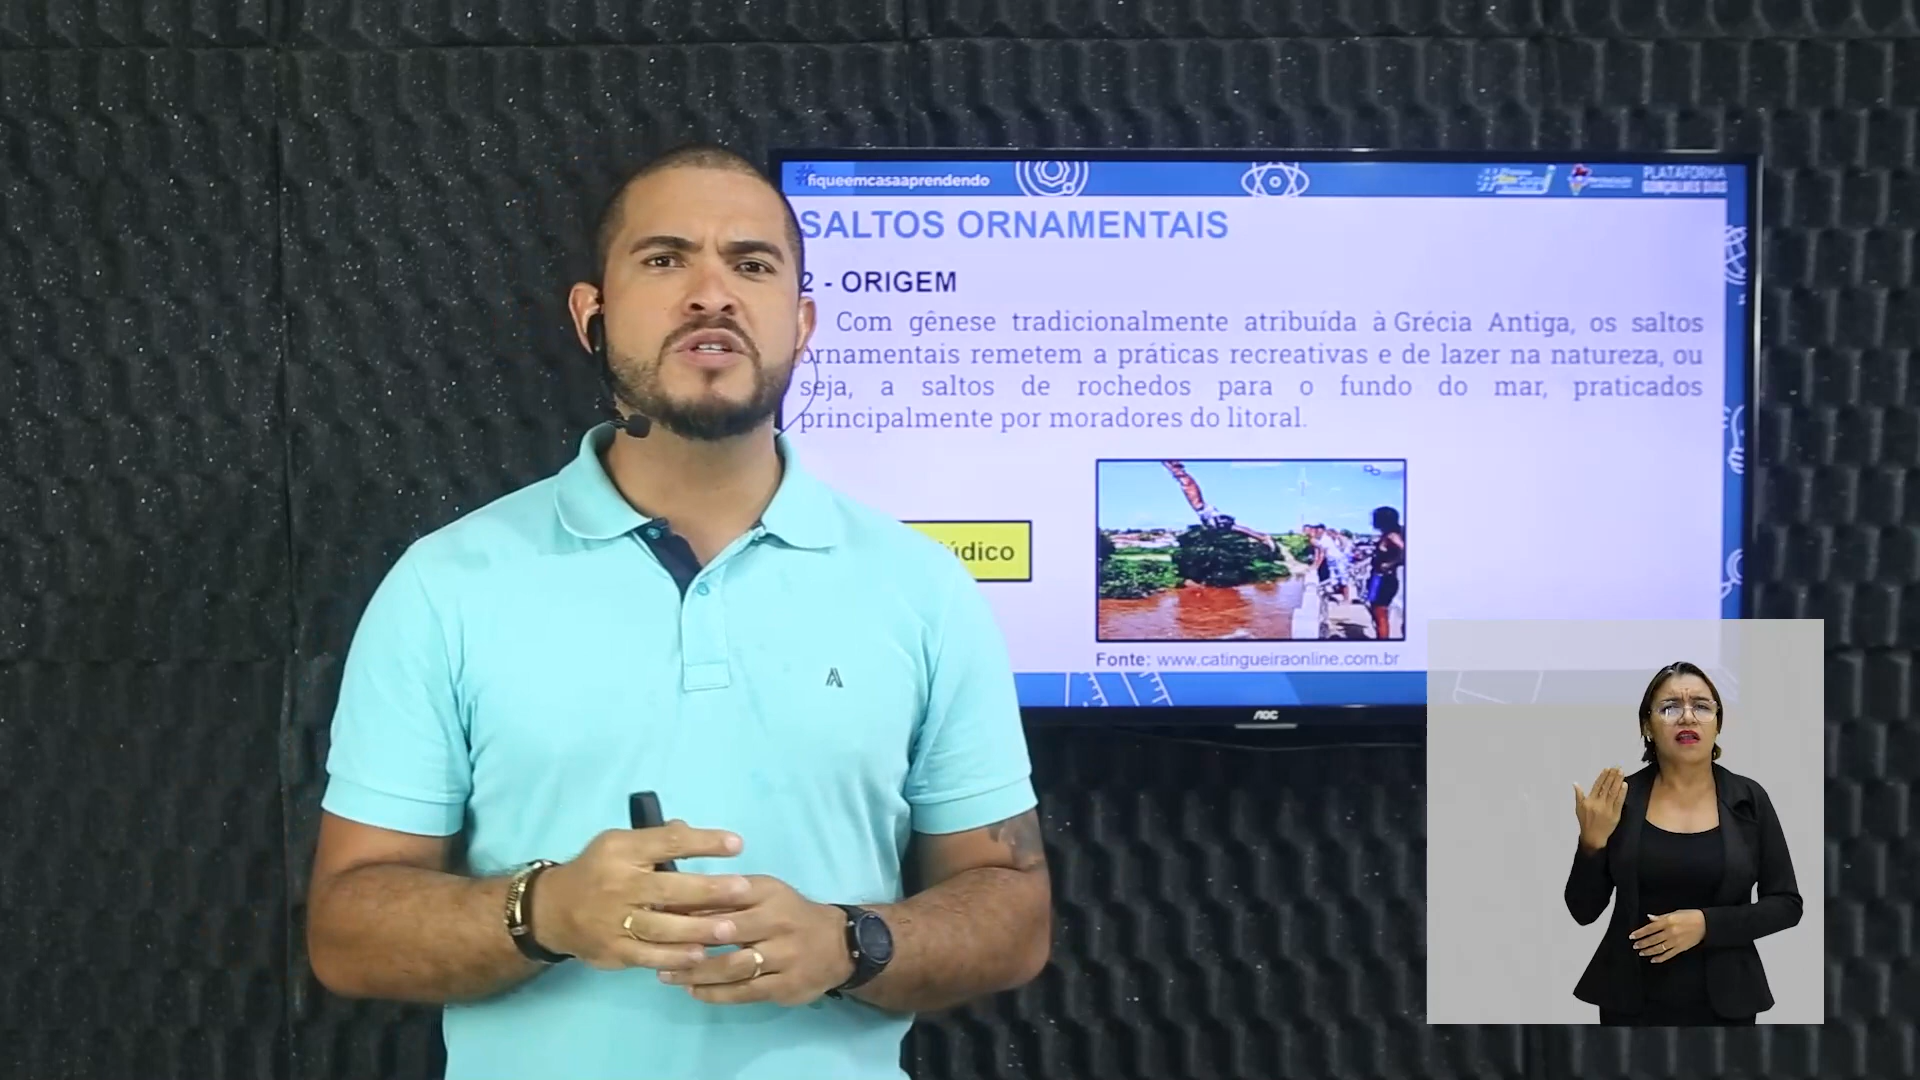 #fiqueemcasaaprendendo
PLATAFORMA
GONÇALVES DIAS
SALTOS ORNAMENTAIS
2 - ORIGEM
Com gênese tradicionalmente atribuída à Grécia Antiga, os saltos
ornamentais remetem a práticas recreativas e de lazer na natureza, ou
seja, a saltos de rochedos para o fundo do mar, praticados
principalmente por moradores do litoral.
Fonte: www.catingueiraonline.com.br
AOC